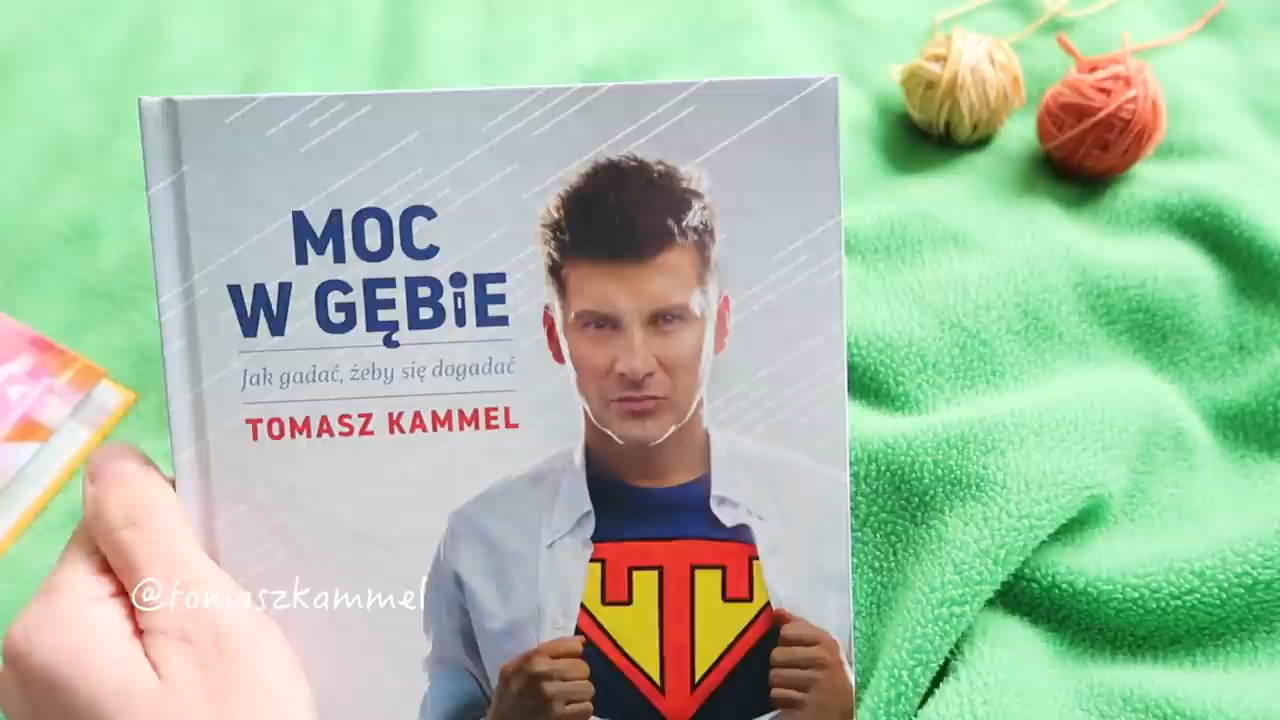 MOC
W GĘBiE
Jak gadać, żeby się dogadać
TOMASZ KAMMEL
@tomaszkammel